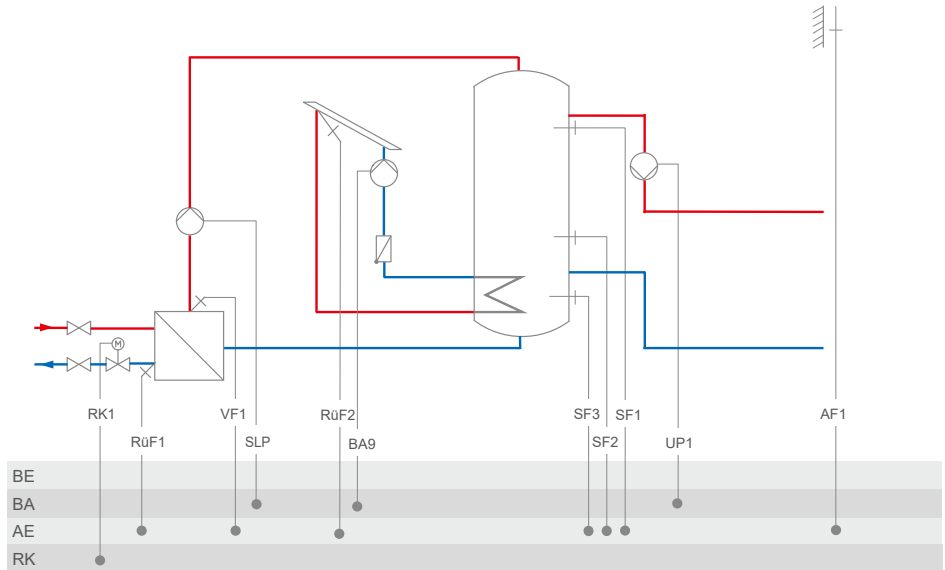 M
RK1
VF1
RüF2
SF3
SF1
AF1
RüF1
SLP
BA9
SF2
UP1
BE
BA
AE
RK